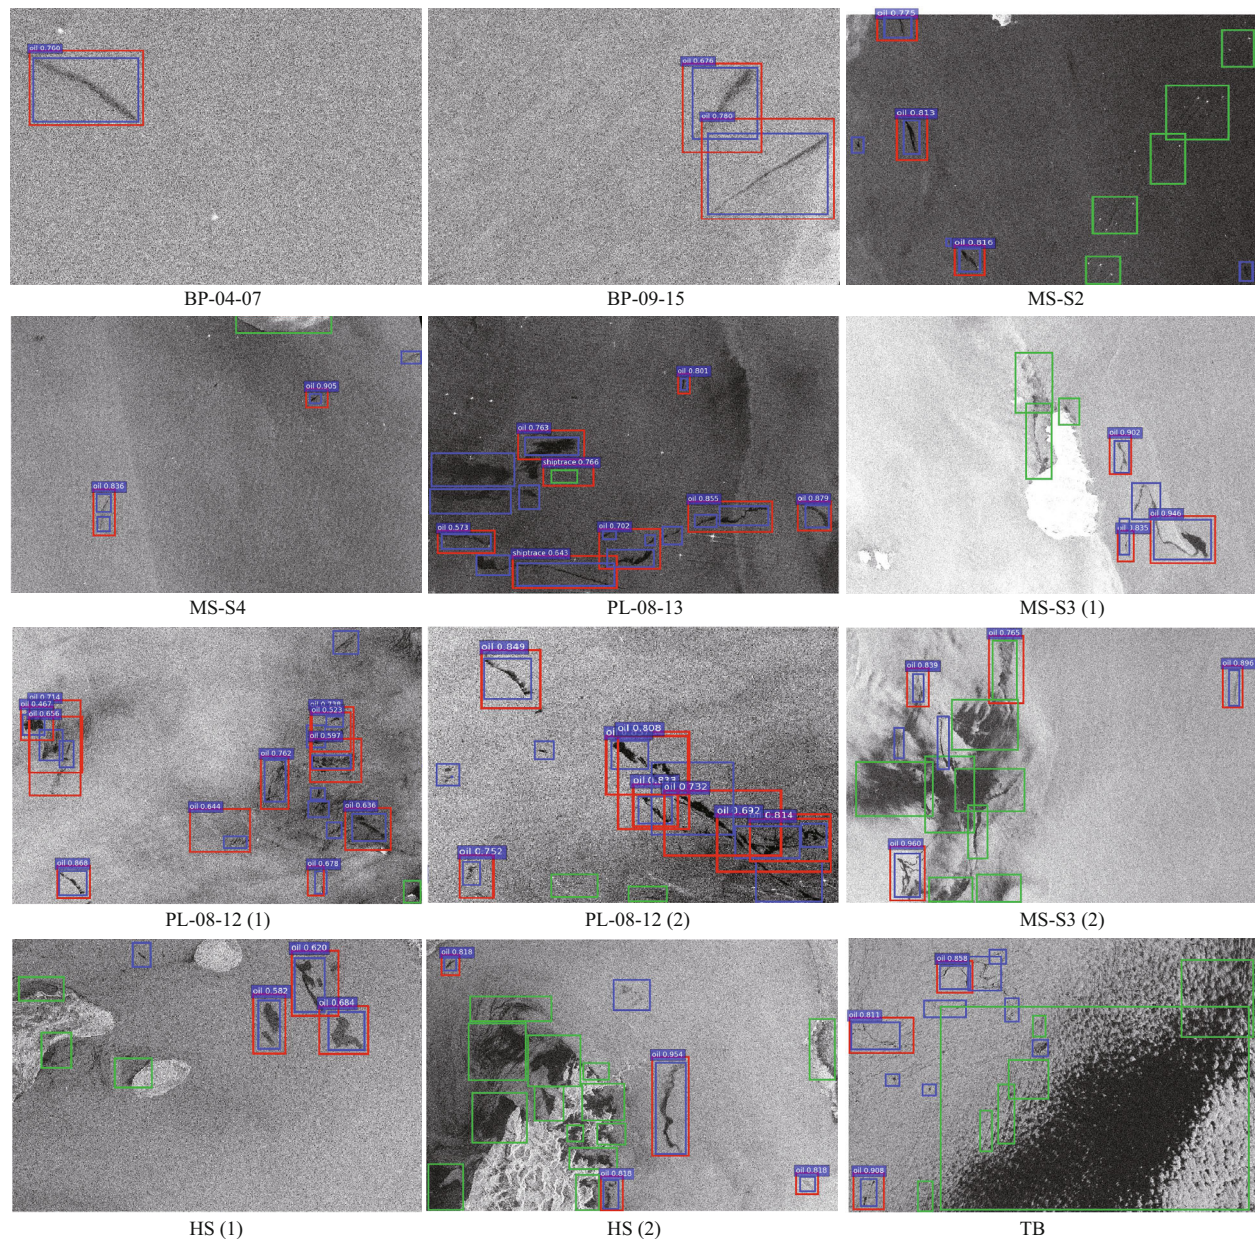 oil 0.760
oil 0.676
oil 0.780
oil 0.775
oil 0.813
oil 0.816
BP-04-07
BP-09-15
MS-S2
oil 0.905
oil 0.836
oil 0.801
oil 0.763
shiptrace 0.766
oil 0.855
oil 0.879
oil 0.573
oil 0.702
shiptrace 0.643
oil 0.902
oil 0.946
0.835
MS-S4
PL-08-13
MS-S3 (1)
0.714
oil 0.467
oil 0.656
oil 0.523
oil 0.597
oil 0.762
oil 0.644
oil 0.636
oil 0.868
oil 0.678
oil 0.849
oil 0.808
oil 0.732
oil 0.692
0.814
oil 0.752
oil 0.765
oil 0.839
oil 0.896
oil 0.960
PL-08-12 (1)
PL-08-12 (2)
MS-S3 (2)
oil 0.620
oil 0.582
oil 0.684
oil 0.818
oil 0.954
oil 0.818
oil 0.818
oil 0.858
oil 0.811
oil 0.908
HS (1)
HS (2)
TB